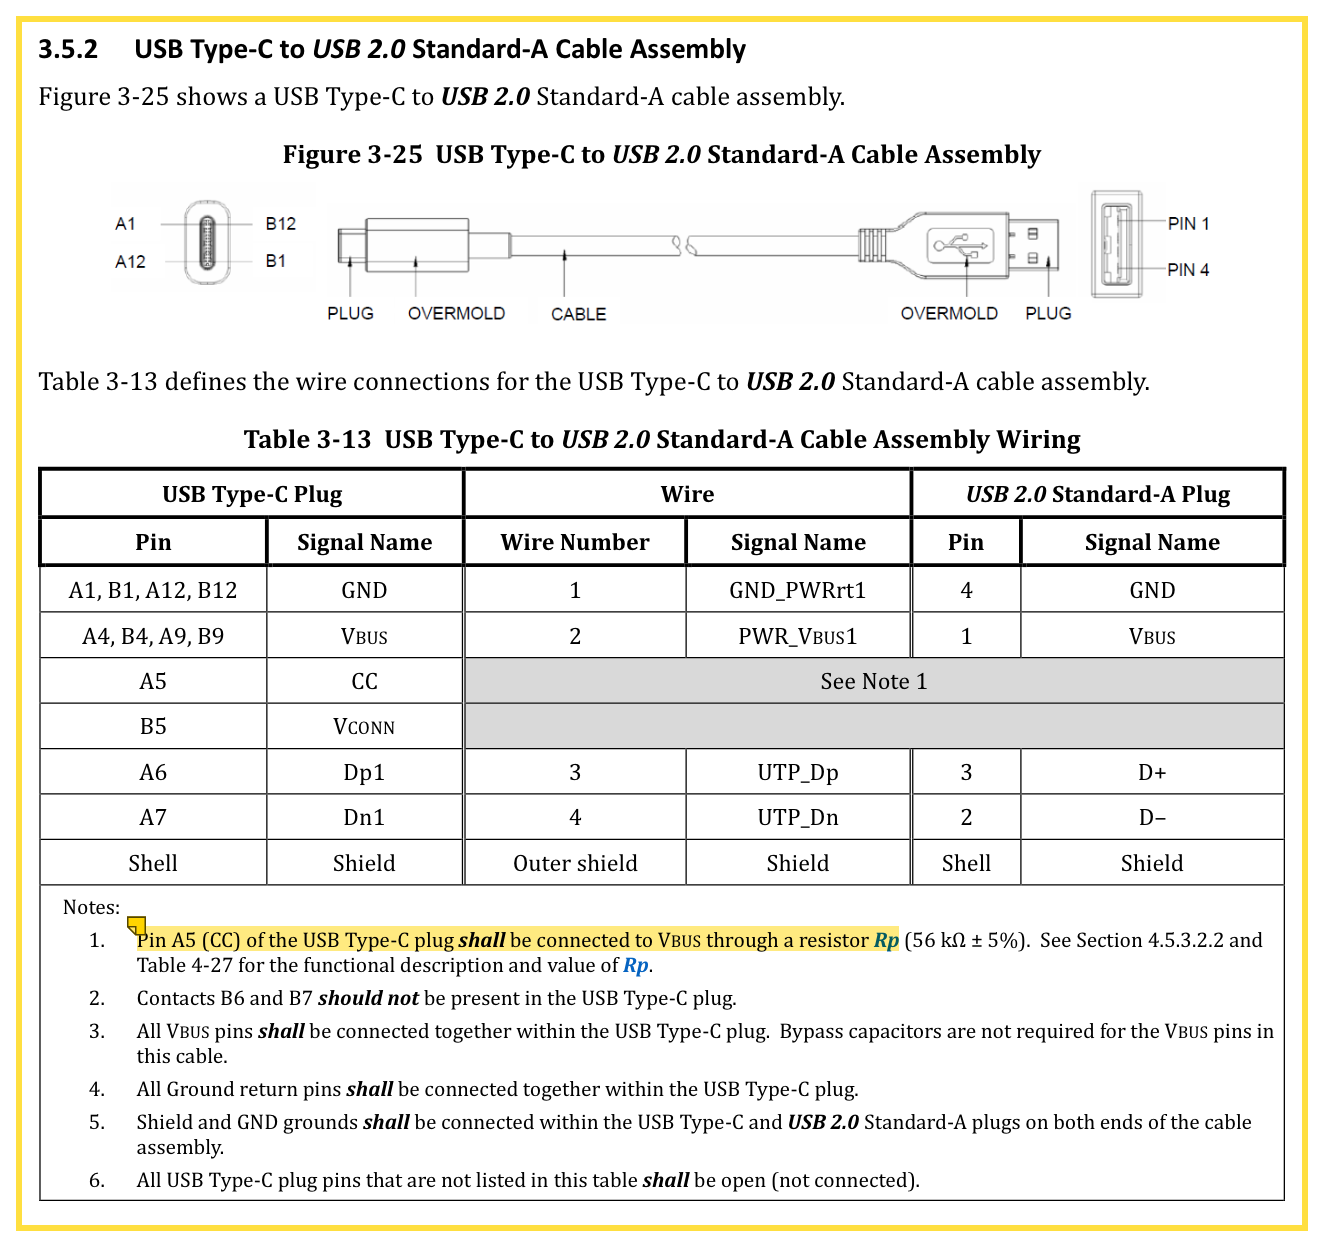 3.5.2 USB Type-C to USB 2.0 Standard-A Cable Assembly
Figure 3-25 shows a USB Type-C to USB 2.0 Standard-A cable assembly.
Figure 3-25 USB Type-C to USB 2.0 Standard-A Cable Assembly
A1 B12 PIN 1
A12 B1 PIN 4
PLUG OVERMOLD CABLE OVERMOLD PLUG
Table 3-13 defines the wire connections for the USB Type-C to USB 2.0 Standard-A cable assembly.
Table 3-13 USB Type-C to USB 2.0 Standard-A Cable Assembly Wiring
USB Type-C Plug Wire USB 2.0 Standard-A Plug
Pin Signal Name Wire Number Signal Name Pin Signal Name
A1, B1, A12, B12 GND 1 GND_PWRrt1 4 GND
A4, B4, A9, B9 VBUS 2 PWR_VBUS1 1 VBUS
A5 CC See Note 1
B5 VCONN
A6 Dp1 3 UTP_Dp 3 D+
A7 Dn1 4 UTP_Dn 2 D–
Shell Shield Outer shield Shield Shell Shield
Notes:
1. Pin A5 (CC) of the USB Type-C plug shall be connected to VBUS through a resistor Rp (56 kΩ ± 5%). See Section 4.5.3.2.2 and
Table 4-27 for the functional description and value of Rp.
2. Contacts B6 and B7 should not be present in the USB Type-C plug.
3. All VBUS pins shall be connected together within the USB Type-C plug. Bypass capacitors are not required for the VBUS pins in
this cable.
4. All Ground return pins shall be connected together within the USB Type-C plug.
5. Shield and GND grounds shall be connected within the USB Type-C and USB 2.0 Standard-A plugs on both ends of the cable
assembly.
6. All USB Type-C plug pins that are not listed in this table shall be open (not connected).